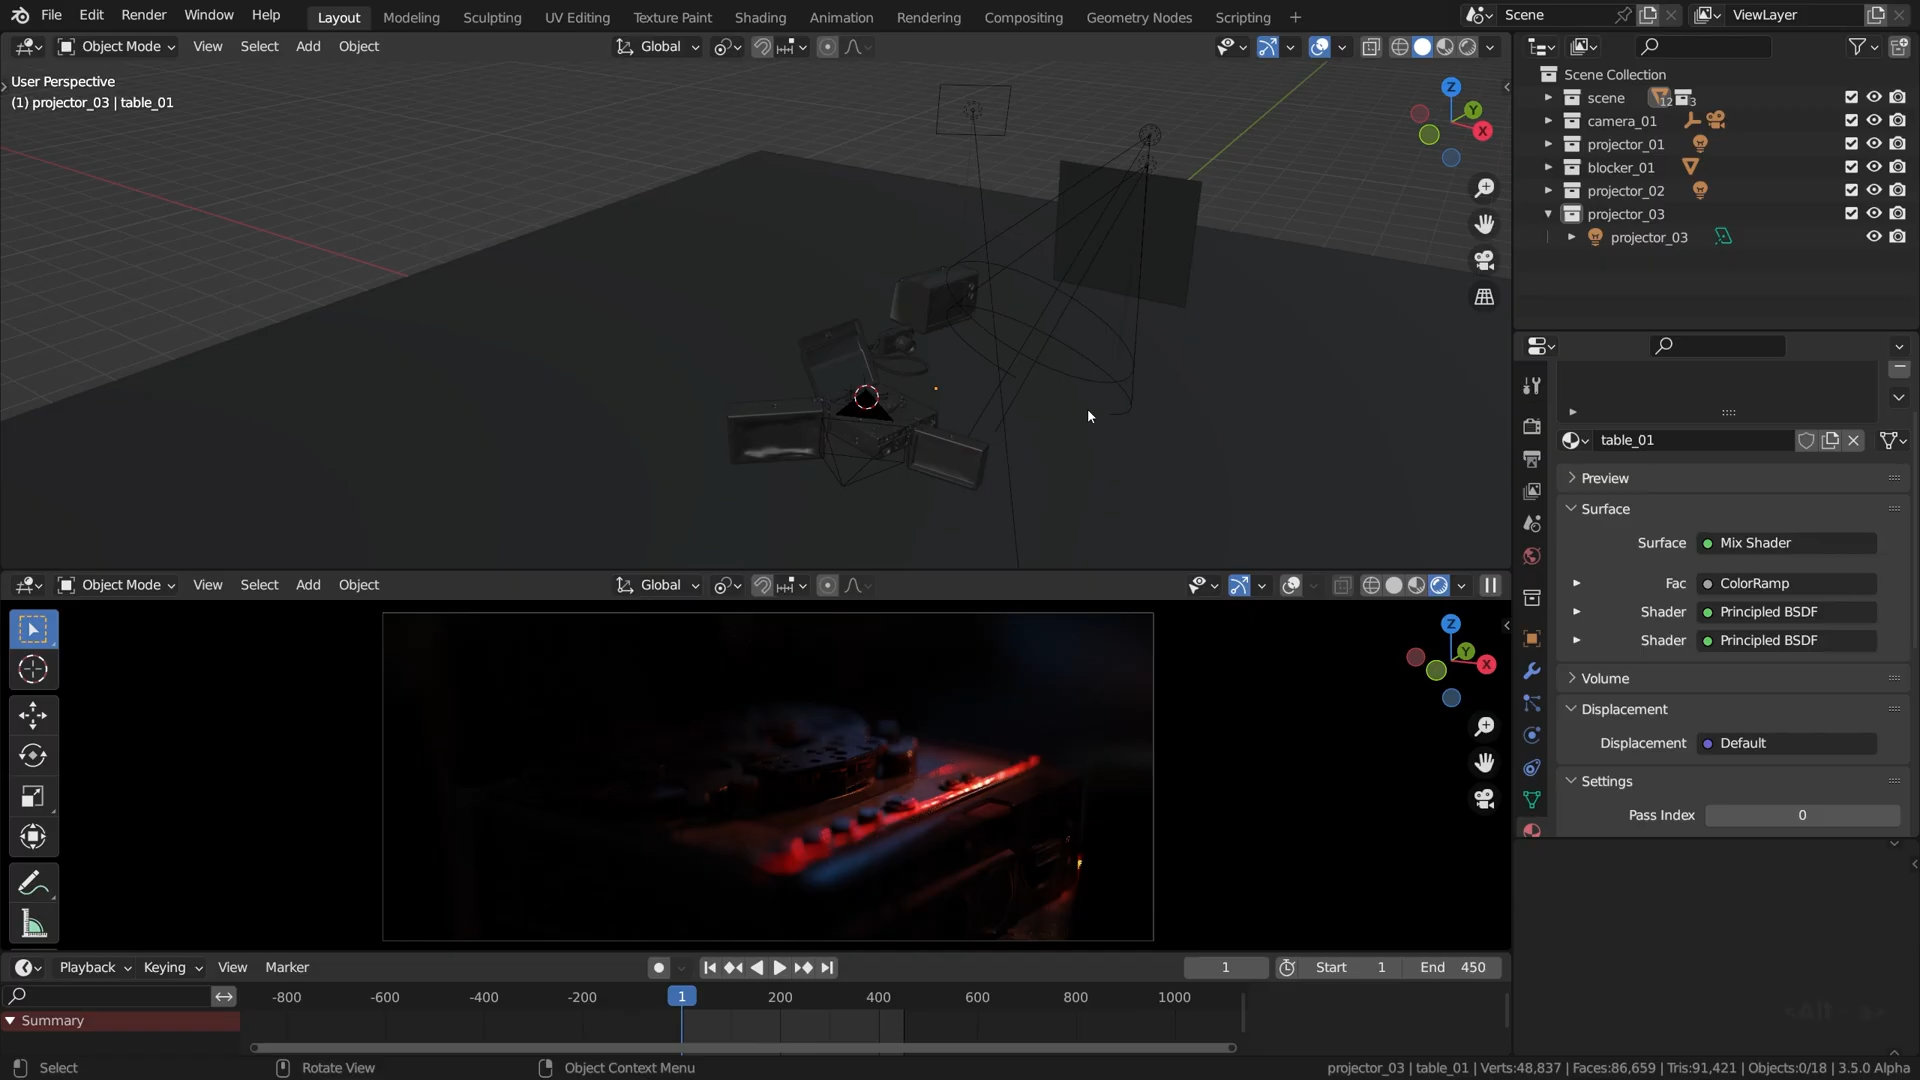 File Edit Render Window Help Layout Modeling Sculpting UV Editing Texture Paint Shading Animation Rendering Compositing Geometry Nodes Scripting + Scene ViewLayer
Object Mode View Select Add Object Global
User Perspective
(1) projector_03 | table_01
Z
Y
X
Scene Collection
scene 12 3
camera_01
projector_01
blocker_01
projector_02
projector_03
projector_03
table_01
Preview
Surface
Surface Mix Shader
Fac ColorRamp
Shader Principled BSDF
Shader Principled BSDF
Volume
Displacement
Displacement Default
Settings
Pass Index 0
Object Mode View Select Add Object Global
Z
Y
X
Playback Keying View Marker 1 Start 1 End 450
-800 -600 -400 -200 1 200 400 600 800 1000
Summary
Select Rotate View Object Context Menu projector_03 | table_01 | Verts:48,837 | Faces:86,659 | Tris:91,421 | Objects:0/18 | 3.5.0 Alpha